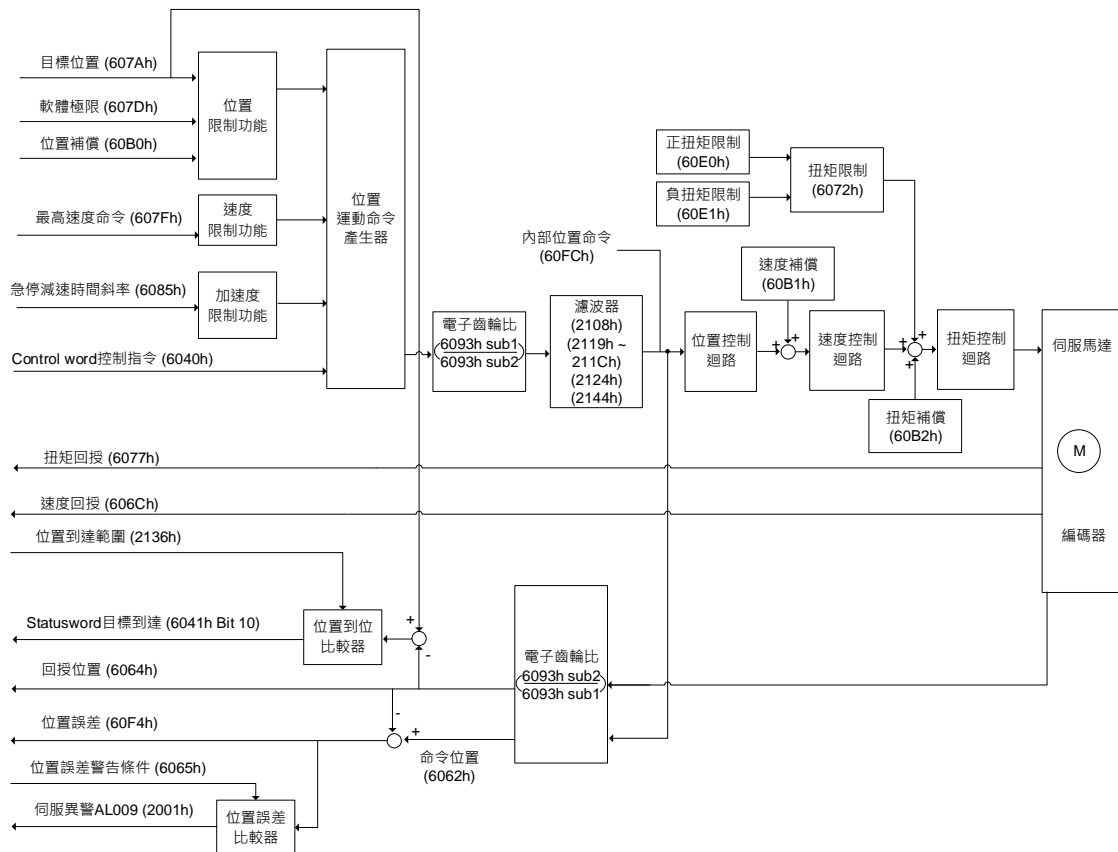 目標位置 (607Ah)
軟體極限 (607Dh)
位置補償 (60B0h)
位置
限制功能
最高速度命令 (607Fh)
速度
限制功能
急停減速時間斜率 (6085h)
加速度
限制功能
Control word控制指令 (6040h)
位置
運動命令
產生器
電子齒輪比
6093h sub1
6093h sub2
濾波器
(2108h)
(2119h ~
211Ch)
(2124h)
(2144h)
內部位置命令
(60FCh)
正扭矩限制
(60E0h)
負扭矩限制
(60E1h)
扭矩限制
(6072h)
速度補償
(60B1h)
位置控制
迴路
+
+
速度控制
迴路
+
+
+
扭矩控制
迴路
扭矩補償
(60B2h)
伺服馬達
M
編碼器
扭矩回授 (6077h)
速度回授 (606Ch)
位置到達範圍 (2136h)
Statusword目標到達 (6041h Bit 10)
位置到位
比較器
+
-
回授位置 (6064h)
電子齒輪比
6093h sub2
6093h sub1
位置誤差 (60F4h)
-
+
命令位置
(6062h)
位置誤差警告條件 (6065h)
伺服異警AL009 (2001h)
位置誤差
比較器